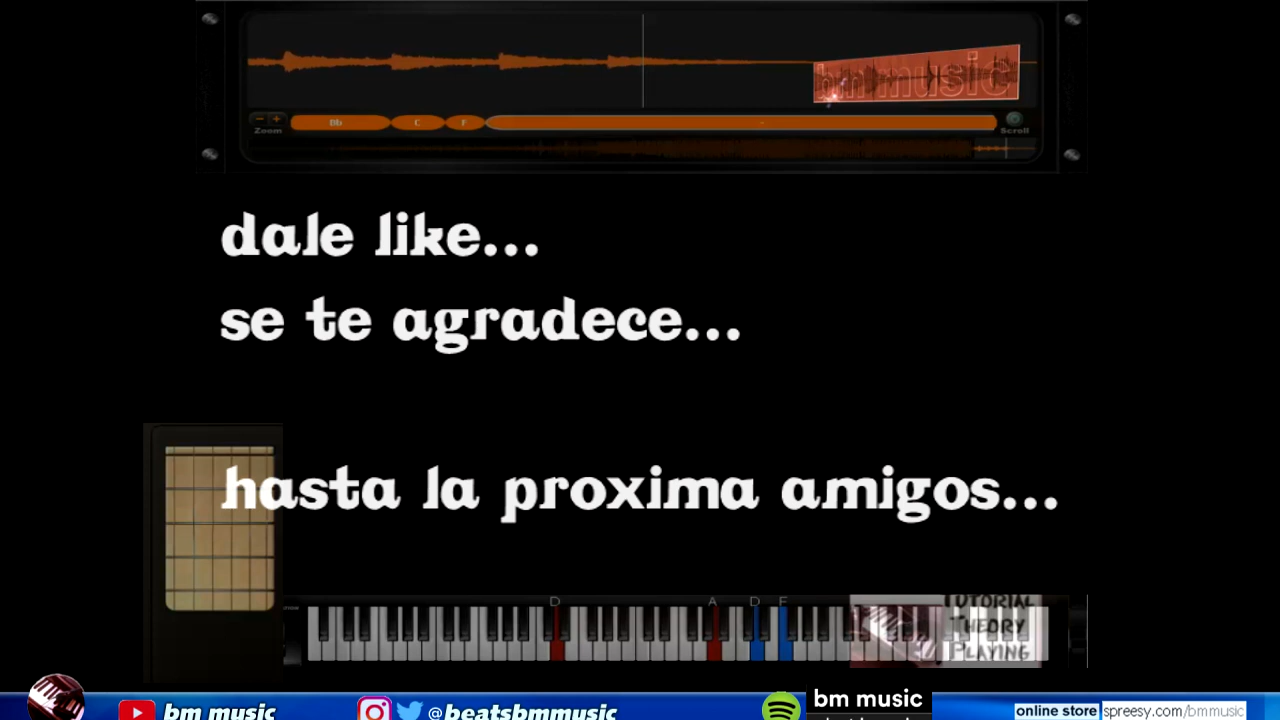 bm music
Db C F -
Zoom
Scroll
dale like...
se te agradece...
hasta la proxima amigos...
D A D F
TUTORIAL
THEORY
PLAYING
bm music
@beatsbmmusic
bm music
online store spreesy.com/bmmusic